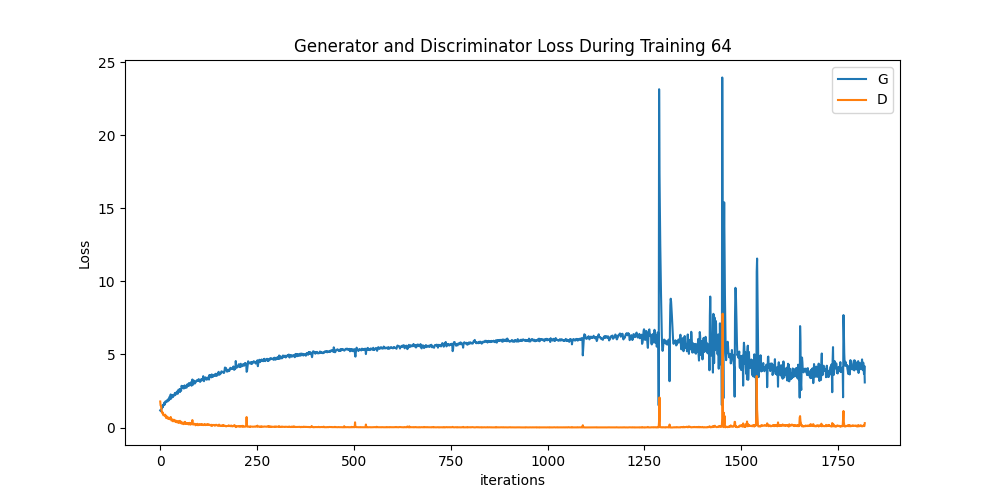 Generator and Discriminator Loss During Training 64
G
D
25
20
15
10
5
0
Loss
0 250 500 750 1000 1250 1500 1750
iterations